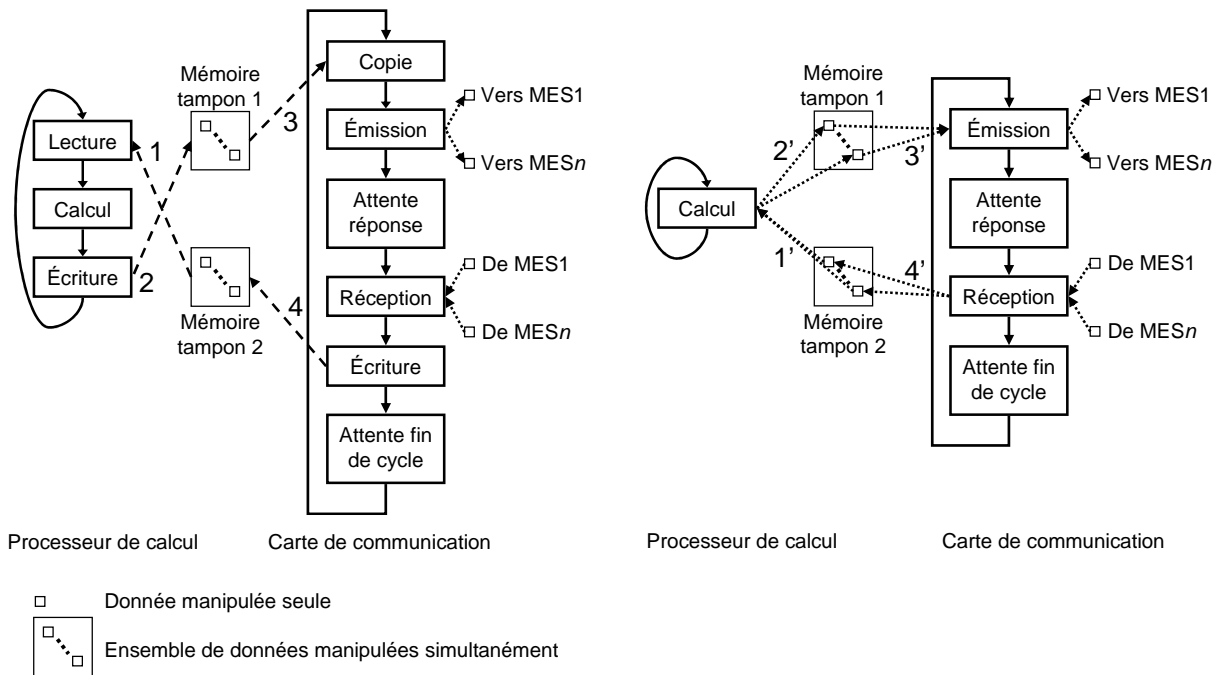 Copie
Mémoire
tampon 1
3
Vers MES1
Émission
Vers MESn
Lecture
1
Calcul
Attente
réponse
Écriture
2
De MES1
4
Réception
De MESn
Mémoire
tampon 2
Écriture
Attente fin
de cycle
Processeur de calcul
Carte de communication
Mémoire
tampon 1
Vers MES1
Émission
2’
3’
Vers MESn
Calcul
Attente
réponse
1’
4’
De MES1
Réception
De MESn
Mémoire
tampon 2
Attente fin
de cycle
Processeur de calcul
Carte de communication
Donnée manipulée seule
Ensemble de données manipulées simultanément